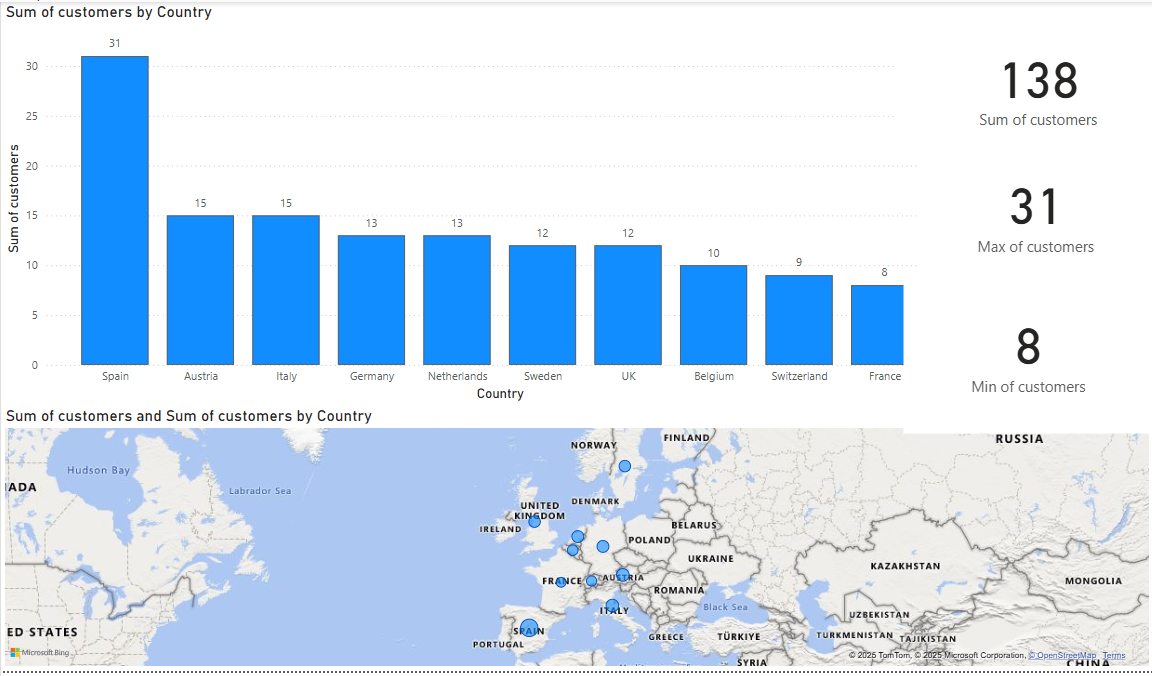 Sum of customers by Country
31
15
15
13
13
12
12
10
9
8
30
25
20
15
10
5
0
Sum of customers
Spain
Austria
Italy
Germany
Netherlands
Sweden
UK
Belgium
Switzerland
France
Country
138
Sum of customers
31
Max of customers
8
Min of customers
Sum of customers and Sum of customers by Country
Hudson Bay
ADA
Labrador Sea
ED STATES
NORWAY
FINLAND
RUSSIA
UNITED
KINGDOM
DENMARK
IRELAND
BELARUS
POLAND
UKRAINE
KAZAKHSTAN
FRANCE
AUSTRIA
ROMANIA
MONGOLIA
ITALY
Black Sea
UZBEKISTAN
SPAIN
PORTUGAL
GREECE
TÜRKIYE
TURKMENISTAN
TAJIKISTAN
SYRIA
CHINA
Microsoft Bing
© 2025 TomTom, © 2025 Microsoft Corporation, © OpenStreetMap Terms